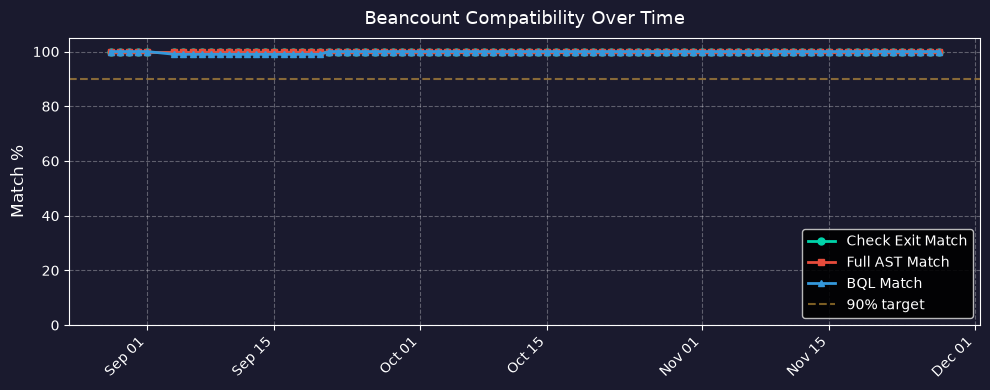 Beancount Compatibility Over Time
Match %
100
80
60
40
20
0
Check Exit Match
Full AST Match
BQL Match
90% target
Sep 01
Sep 15
Oct 01
Oct 15
Nov 01
Nov 15
Dec 01